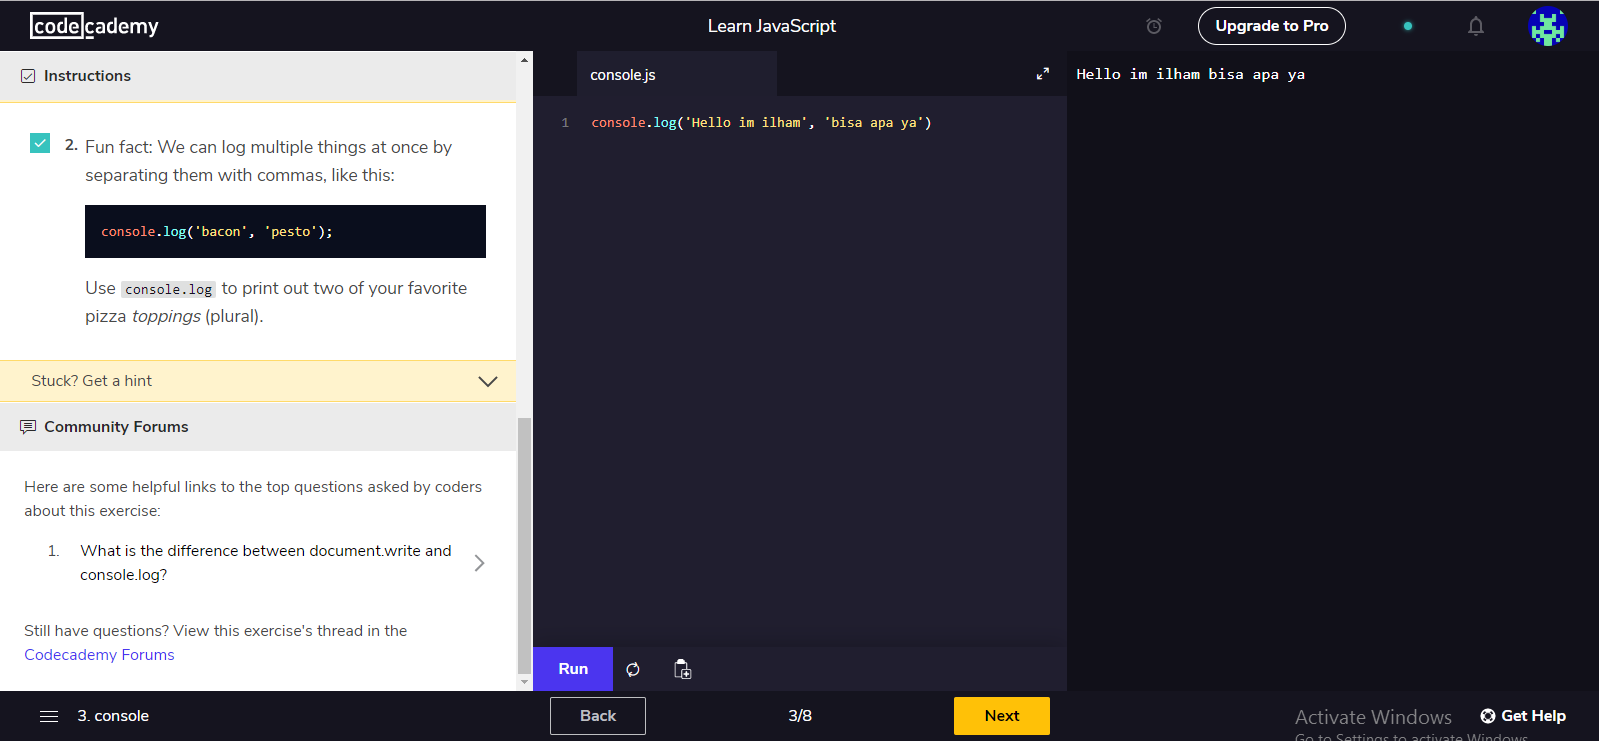 codecademy
Learn JavaScript
Upgrade to Pro
Instructions
2. Fun fact: We can log multiple things at once by
separating them with commas, like this:
console.log('bacon', 'pesto');
Use console.log to print out two of your favorite
pizza toppings (plural).
Stuck? Get a hint
Community Forums
Here are some helpful links to the top questions asked by coders
about this exercise:
1. What is the difference between document.write and
console.log?
Still have questions? View this exercise's thread in the
Codecademy Forums
console.js
1 console.log('Hello im ilham', 'bisa apa ya')
Run
Hello im ilham bisa apa ya
3. console
Back
3/8
Next
Activate Windows
Go to Settings to activate Windows.
Get Help